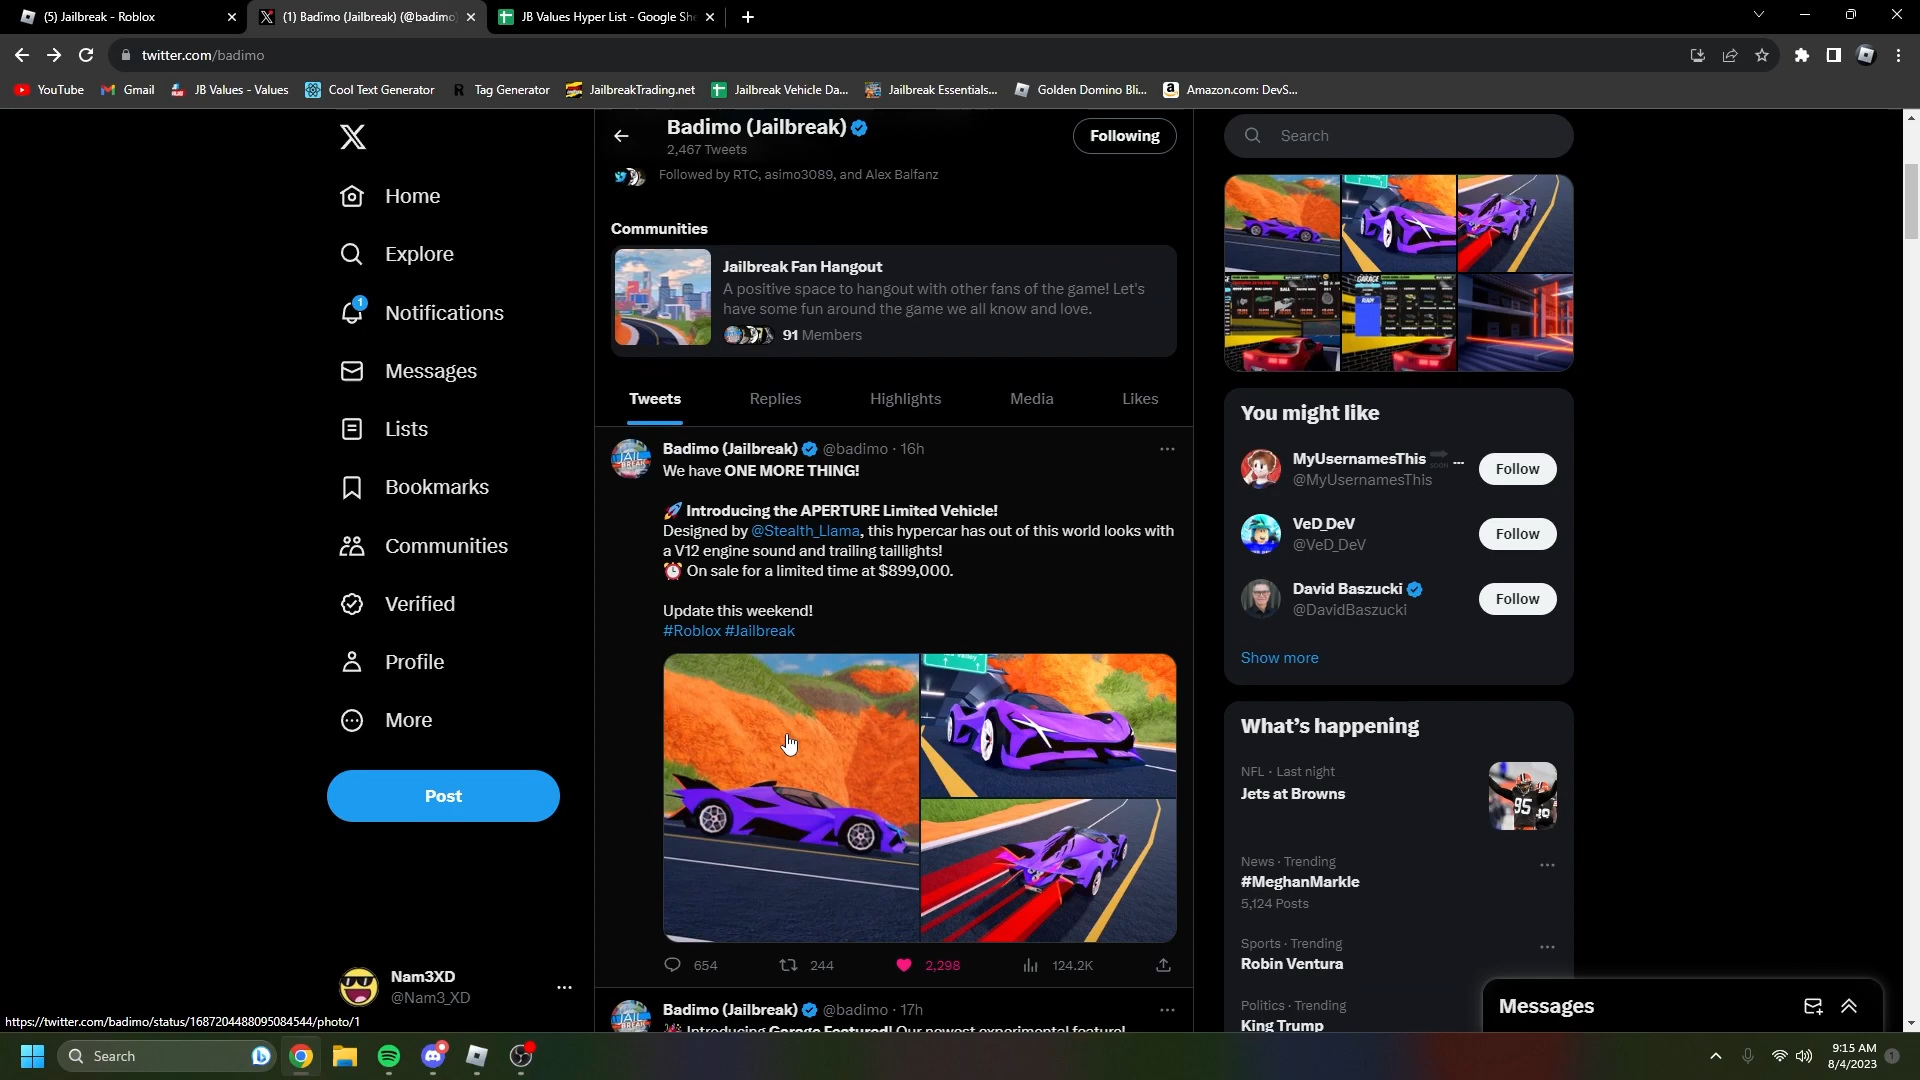 (5) Jailbreak - Roblox
(1) Badimo (Jailbreak) (@badimo
JB Values Hyper List - Google She
twitter.com/badimo
YouTube
Gmail
JB Values - Values
Cool Text Generator
Tag Generator
JailbreakTrading.net
Jailbreak Vehicle Da...
Jailbreak Essentials...
Golden Domino Bli...
Amazon.com: DevS...
Home
Explore
1
Notifications
Messages
Lists
Bookmarks
Communities
Verified
Profile
More
Post
Nam3XD
@Nam3_XD
https://twitter.com/badimo/status/1687204488095084544/photo/1
Badimo (Jailbreak)
2,467 Tweets
Following
Followed by RTC, asimo3089, and Alex Balfanz
Communities
Jailbreak Fan Hangout
A positive space to hangout with other fans of the game! Let's
have some fun around the game we all know and love.
91 Members
Tweets
Replies
Highlights
Media
Likes
Badimo (Jailbreak) @badimo · 16h
We have ONE MORE THING!
🚀 Introducing the APERTURE Limited Vehicle!
Designed by @Stealth_Llama, this hypercar has out of this world looks with
a V12 engine sound and trailing taillights!
⏰ On sale for a limited time at $899,000.
Update this weekend!
#Roblox #Jailbreak
654
244
2,298
124.2K
Badimo (Jailbreak) @badimo · 17h
Introducing Garage Featured! Our newest experimental feature!
Search
You might like
MyUsernamesThis ...
@MyUsernamesThis
Follow
VeD_DeV
@VeD_DeV
Follow
David Baszucki
@DavidBaszucki
Follow
Show more
What's happening
NFL · Last night
Jets at Browns
News · Trending
#MeghanMarkle
5,124 Posts
Sports · Trending
Robin Ventura
Politics · Trending
King Trump
Messages
Search
9:15 AM
8/4/2023
1